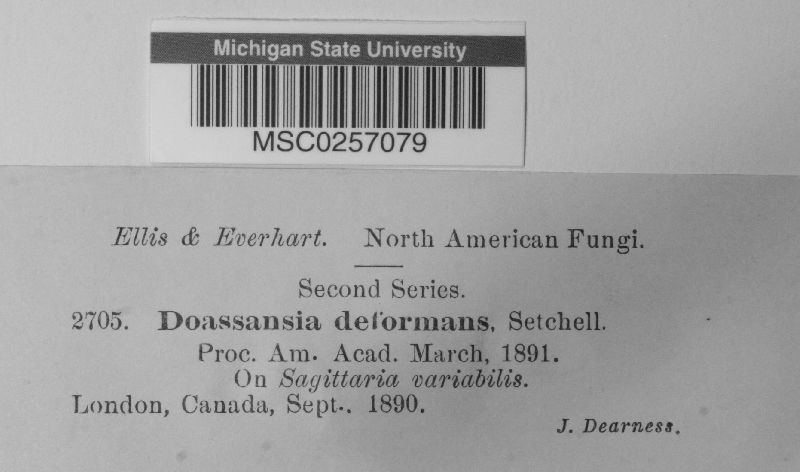 Michigan State University
MSC0257079
Ellis & Everhart. North American Fungi.
Second Series.
2705. Doassansia deformans, Setchell.
Proc. Am. Acad. March, 1891.
On Sagittaria variabilis.
London, Canada, Sept.. 1890.
J. Dearness.